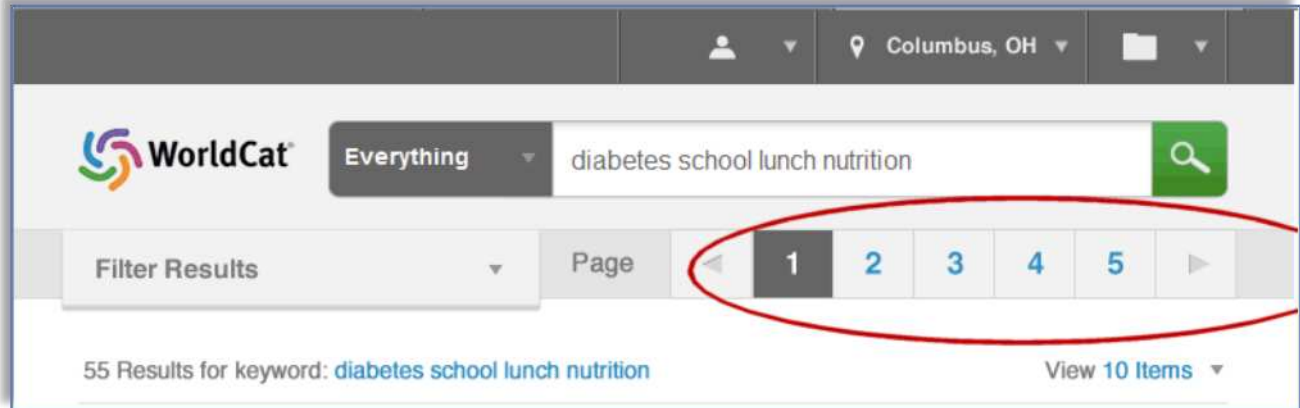 Columbus, OH
WorldCat Everything diabetes school lunch nutrition
Filter Results Page 1 2 3 4 5
55 Results for keyword: diabetes school lunch nutrition View 10 Items